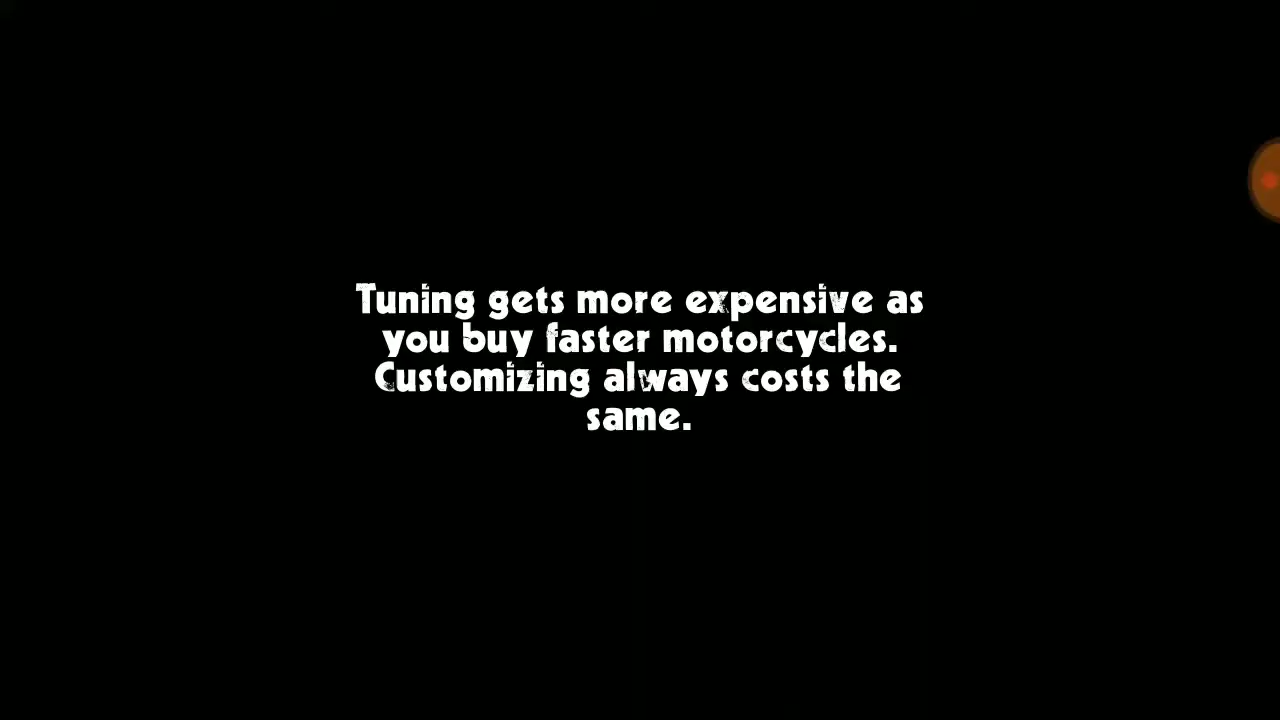 Tuning gets more expensive as
you buy faster motorcycles.
Customizing always costs the
same.